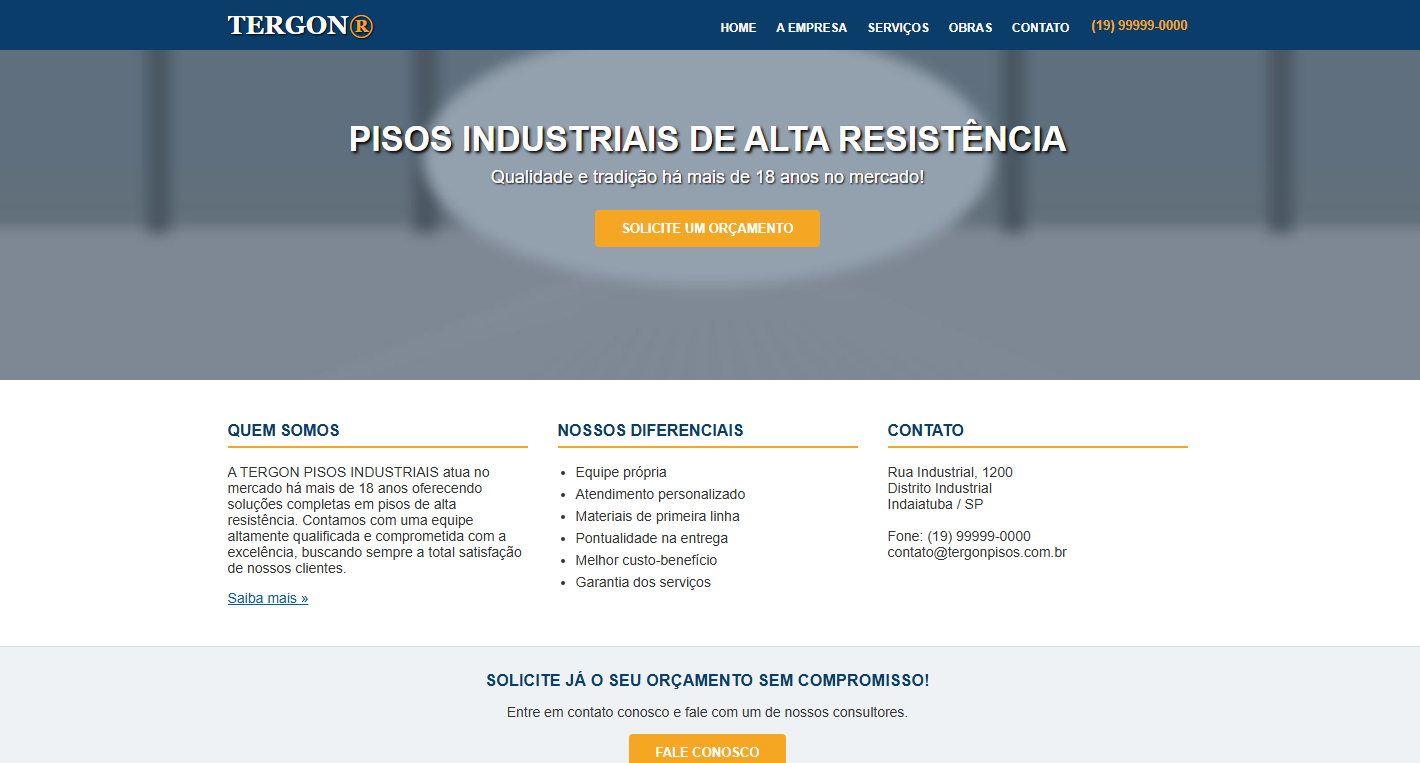 TERGON®
HOME A EMPRESA SERVIÇOS OBRAS CONTATO (19) 99999-0000
PISOS INDUSTRIAIS DE ALTA RESISTÊNCIA
Qualidade e tradição há mais de 18 anos no mercado!
SOLICITE UM ORÇAMENTO
QUEM SOMOS
A TERGON PISOS INDUSTRIAIS atua no
mercado há mais de 18 anos oferecendo
soluções completas em pisos de alta
resistência. Contamos com uma equipe
altamente qualificada e comprometida com a
excelência, buscando sempre a total satisfação
de nossos clientes.
Saiba mais »
NOSSOS DIFERENCIAIS
• Equipe própria
• Atendimento personalizado
• Materiais de primeira linha
• Pontualidade na entrega
• Melhor custo-benefício
• Garantia dos serviços
CONTATO
Rua Industrial, 1200
Distrito Industrial
Indaiatuba / SP
Fone: (19) 99999-0000
contato@tergonpisos.com.br
SOLICITE JÁ O SEU ORÇAMENTO SEM COMPROMISSO!
Entre em contato conosco e fale com um de nossos consultores.
FALE CONOSCO